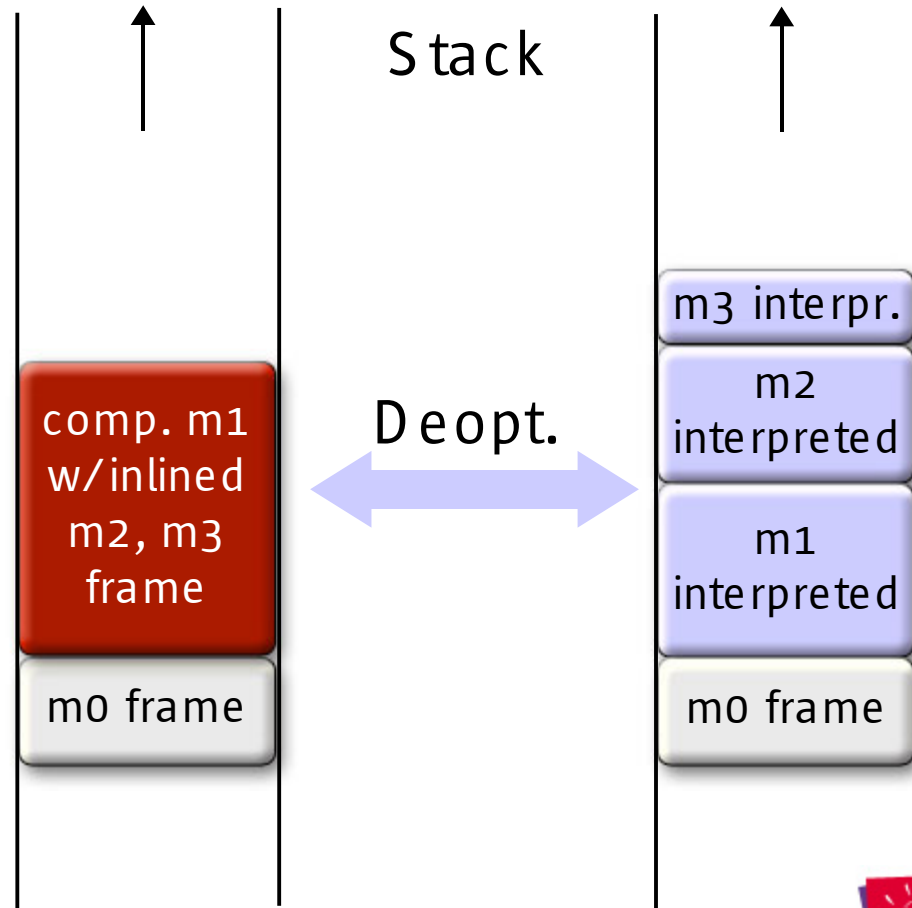 Stack
comp. m1
w/inlined
m2, m3
frame
m0 frame
Deopt.
m3 interpr.
m2
interpreted
m1
interpreted
m0 frame